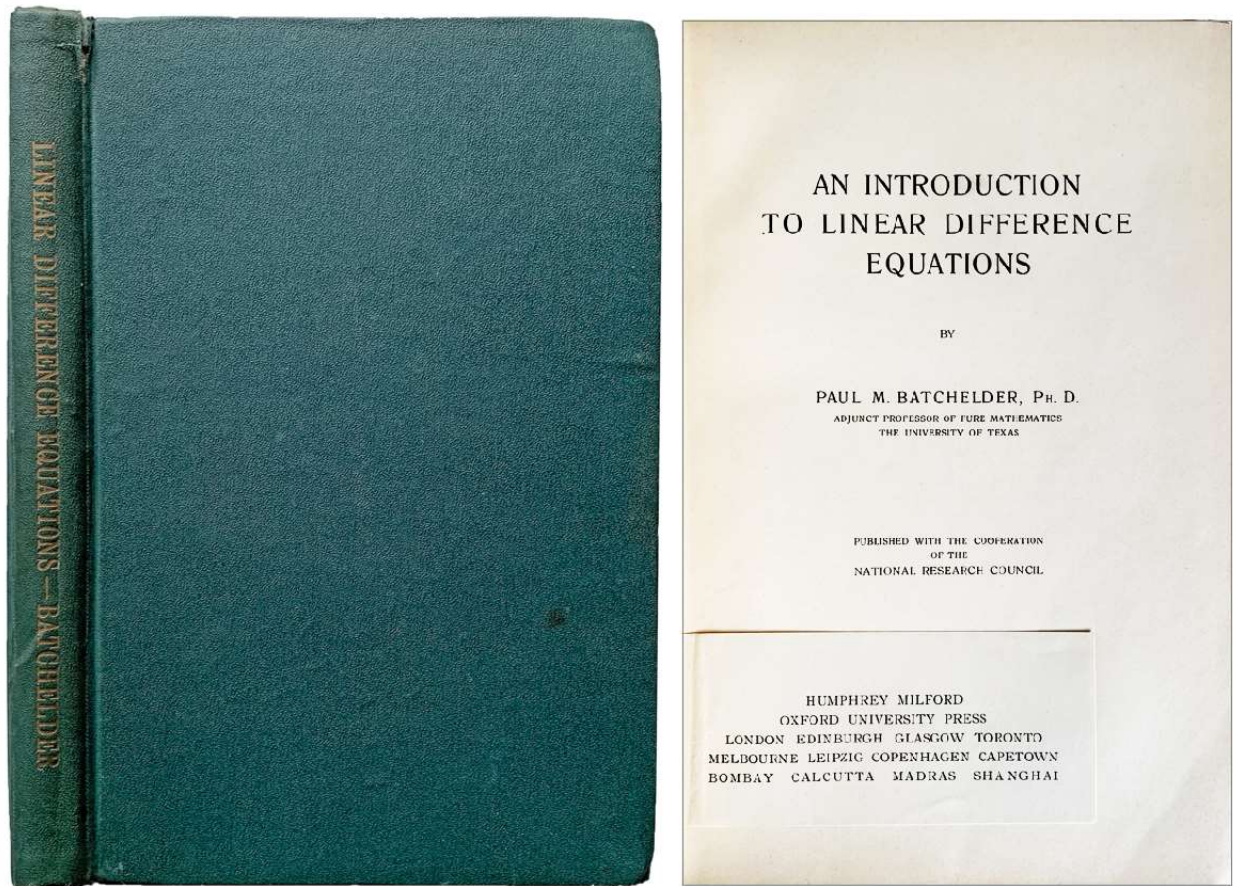 LINEAR DIFFERENCE EQUATIONS—BATCHELDER
AN INTRODUCTION
TO LINEAR DIFFERENCE
EQUATIONS
BY
PAUL M. BATCHELDER, PH. D.
ADJUNCT PROFESSOR OF PURE MATHEMATICS
THE UNIVERSITY OF TEXAS
PUBLISHED WITH THE COOPERATION
OF THE
NATIONAL RESEARCH COUNCIL
HUMPHREY MILFORD
OXFORD UNIVERSITY PRESS
LONDON EDINBURGH GLASGOW TORONTO
MELBOURNE LEIPZIG COPENHAGEN CAPETOWN
BOMBAY CALCUTTA MADRAS SHANGHAI